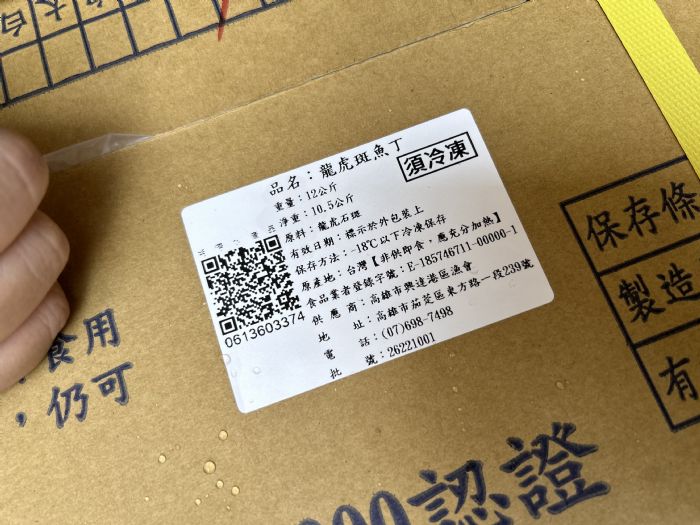 大白
品名：龍虎斑魚丁
須冷凍
重量：12公斤
淨重：10.5公斤
原料：龍虎石斑
有效日期：標示於外包裝上
保存方法：-18℃以下冷凍保存
原產地：台灣【非供即食，應充分加熱】
食品業者登錄字號：E-185746711-00000-1
供應商：高雄市興達港區漁會
地址：高雄市茄萣區東方路一段239號
電話：(07)698-7498
批號：26221001
0613603374
食用
，仍可
保存條
製造
有
00認證